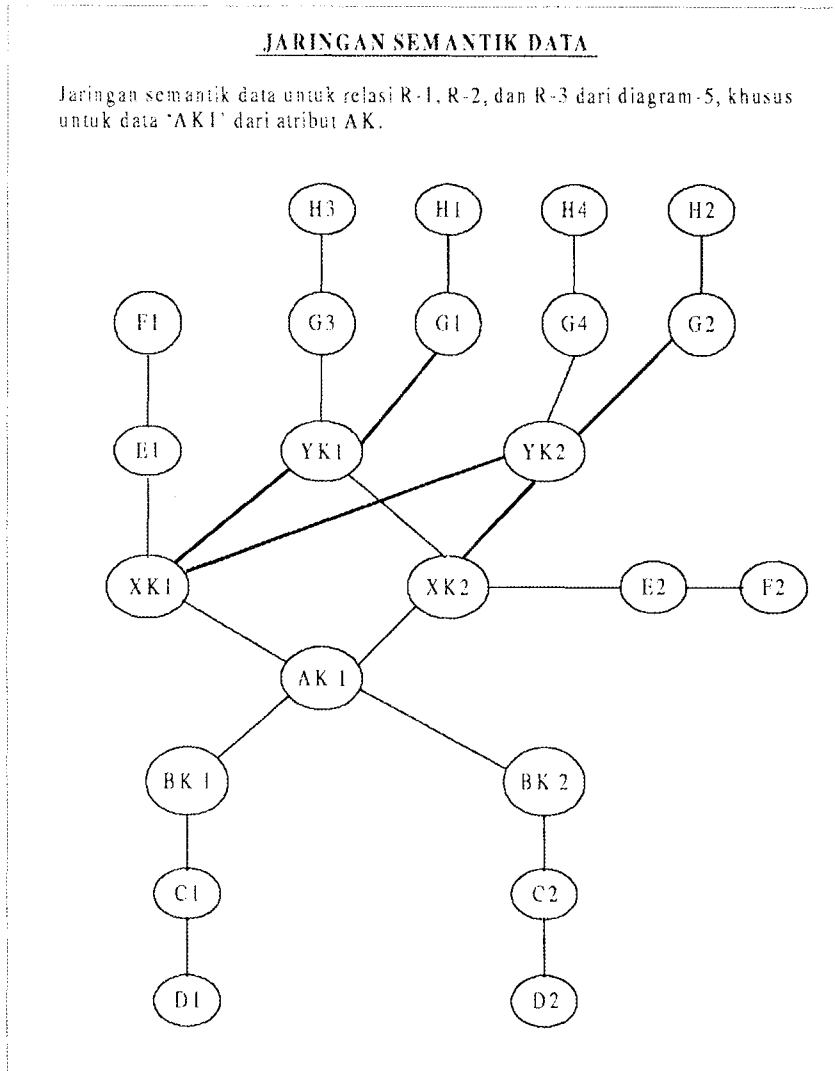 JARINGAN SEMANTIK DATA
Jaringan semantik data untuk relasi R-1, R-2, dan R-3 dari diagram-5, khusus
untuk data 'AK1' dari atribut AK.
H3 H1 H4 H2
F1 G3 G1 G4 G2
E1 YK1 YK2
XK1 XK2 E2 F2
AK 1
BK 1 BK 2
C1 C2
D1 D2